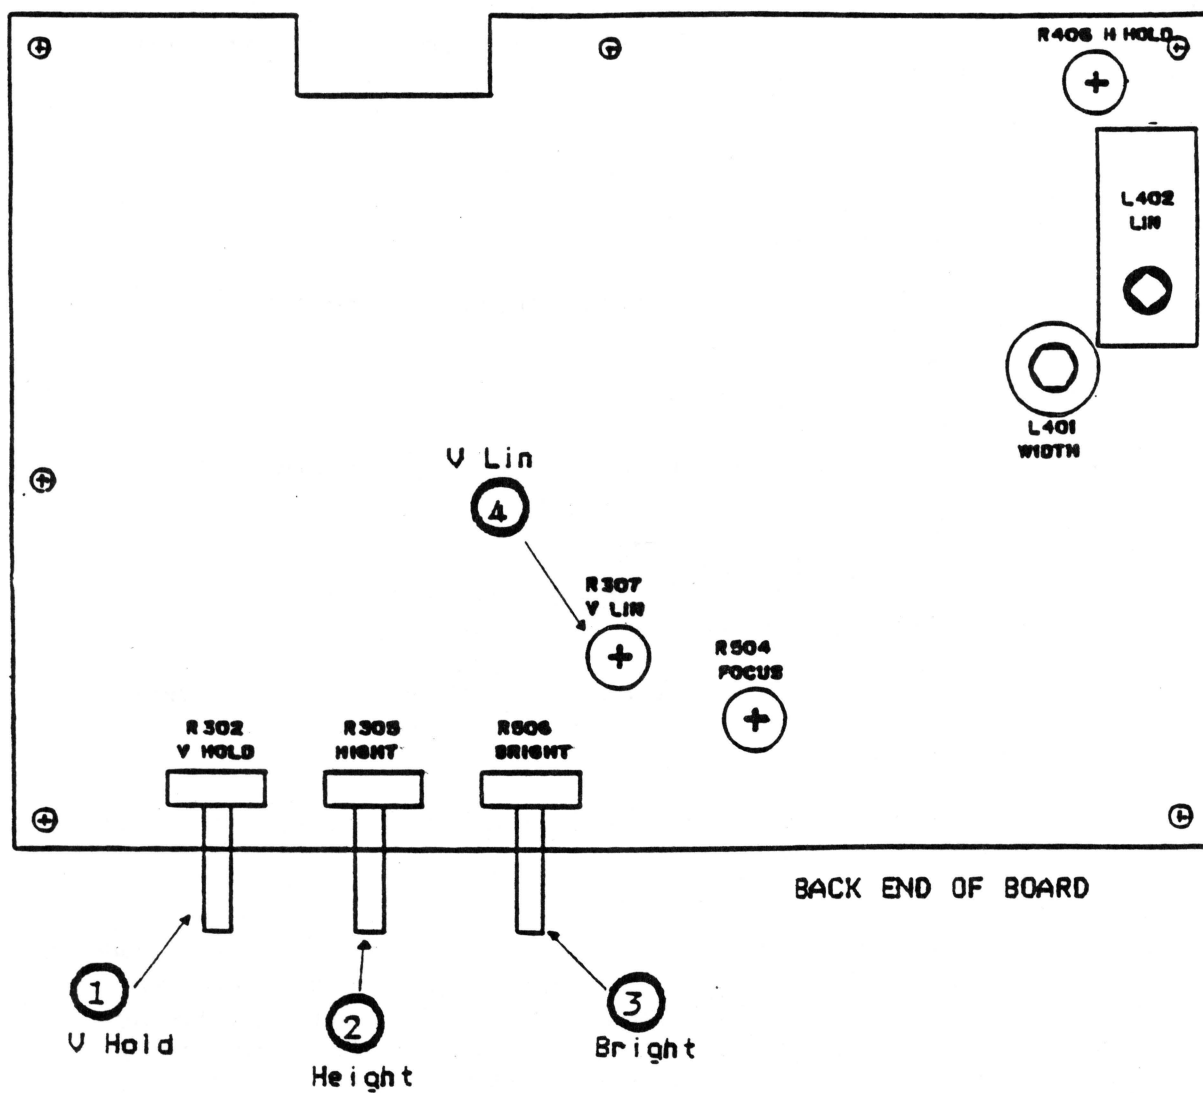 R406 H HOLD
L402
LIN
L401
WIDTH
V Lin
4
R307
V LIN
R504
FOCUS
R302
V HOLD
R305
HIGHT
R506
BRIGHT
BACK END OF BOARD
1
V Hold
2
Height
3
Bright